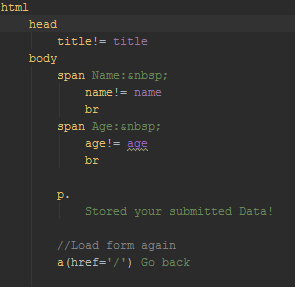 html
    head
        title!= title
    body
        span Name:&nbsp;
            name!= name
            br
        span Age:&nbsp;
            age!= age
            br

        p.
            Stored your submitted Data!

        //Load form again
        a(href='/') Go back